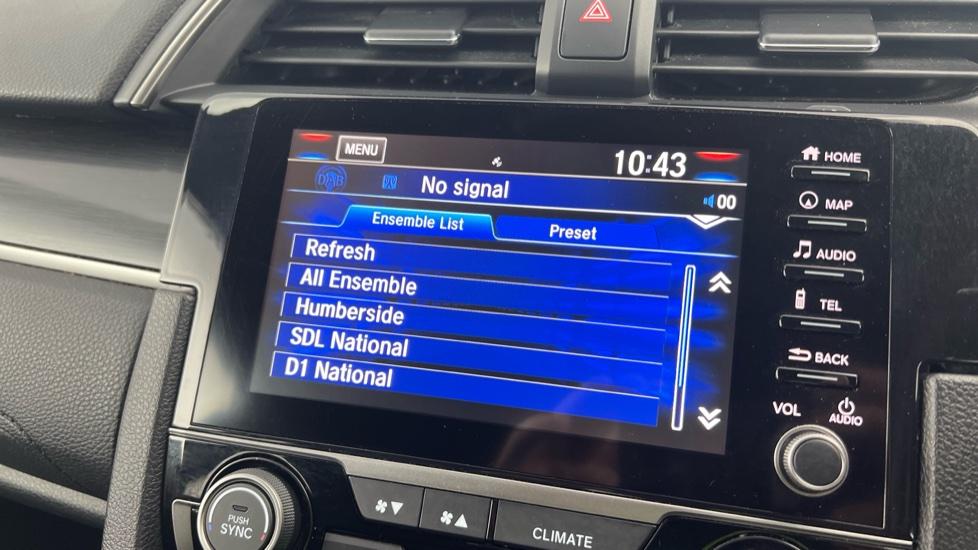 MENU
10:43
DAB
No signal
00
Ensemble List
Preset
Refresh
All Ensemble
Humberside
SDL National
D1 National
HOME
MAP
AUDIO
TEL
BACK
VOL
AUDIO
PUSH
SYNC
CLIMATE